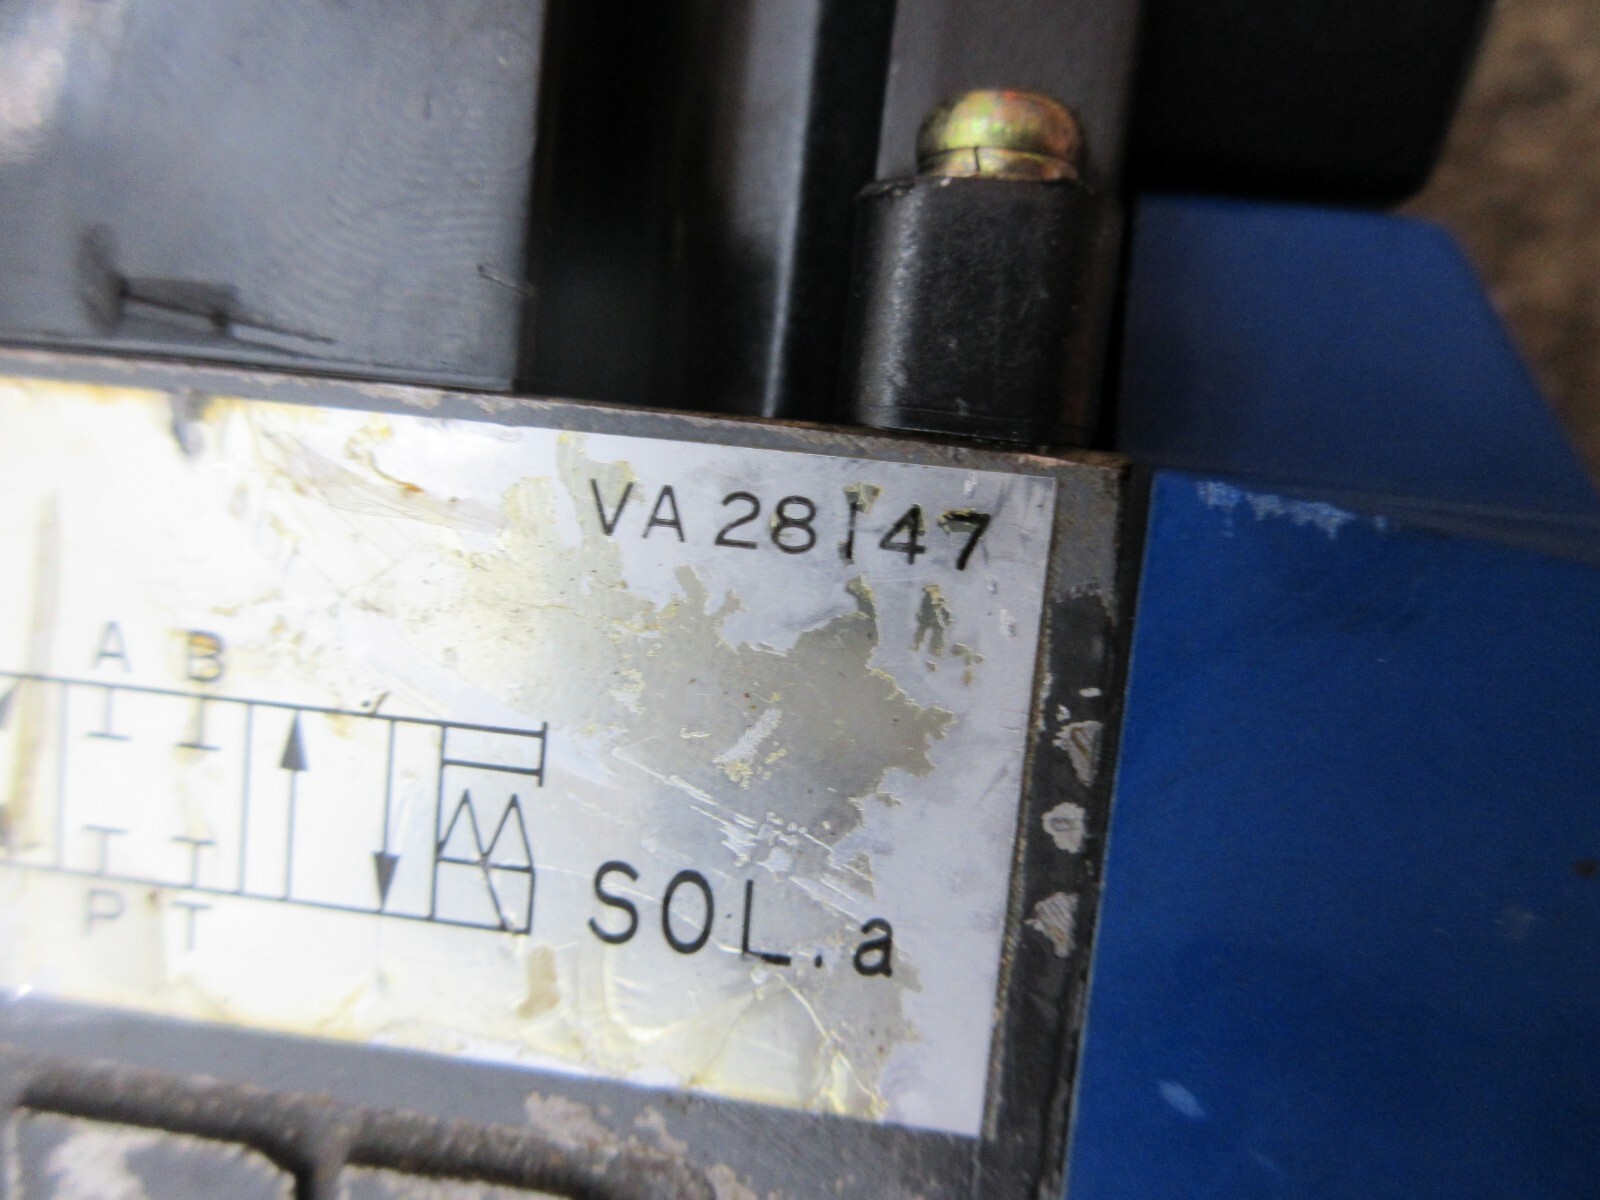 VA 28147
A B
P T
SOL. a